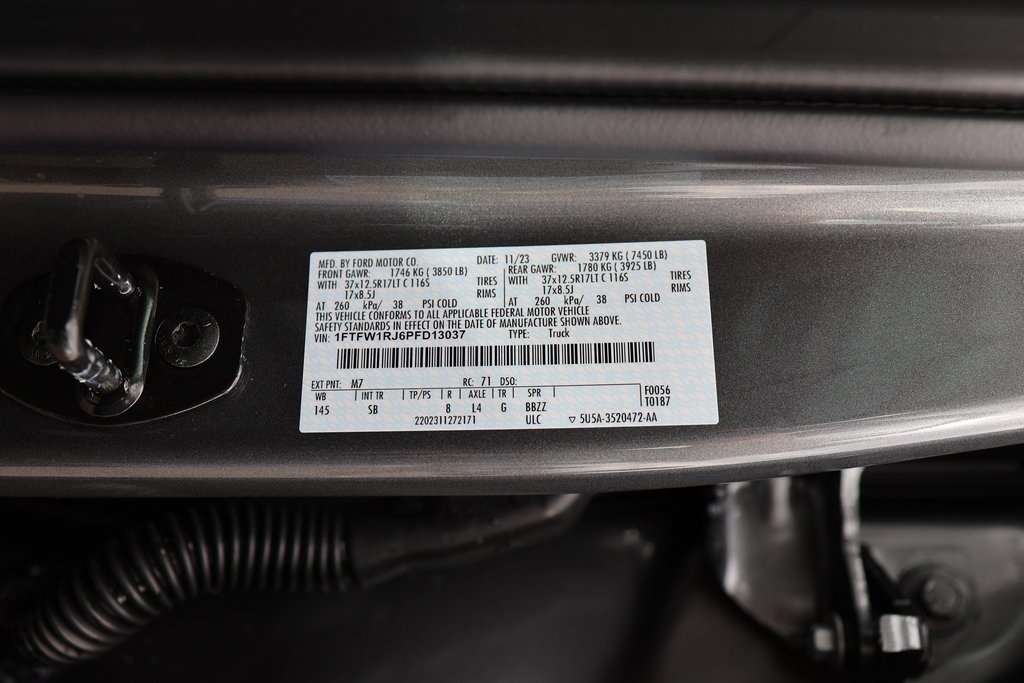 MFD. BY FORD MOTOR CO. DATE: 11/23 GVWR: 3379 KG ( 7450 LB)
FRONT GAWR: 1746 KG ( 3850 LB) REAR GAWR: 1780 KG ( 3925 LB)
WITH 37x12.5R17LT C 116S TIRES WITH 37x12.5R17LT C 116S TIRES
17x8.5J RIMS 17x8.5J RIMS
AT 260 kPa/ 38 PSI COLD AT 260 kPa/ 38 PSI COLD
THIS VEHICLE CONFORMS TO ALL APPLICABLE FEDERAL MOTOR VEHICLE
SAFETY STANDARDS IN EFFECT ON THE DATE OF MANUFACTURE SHOWN ABOVE.
VIN: 1FTFW1RJ6PFD13037 TYPE: Truck
EXT PNT: M7 RC: 71 DSO:
WB INT TR TP/PS R AXLE TR SPR F0056
145 SB 8 L4 G BBZZ T0187
2202311272171 ULC ▽ 5U5A-3520472-AA